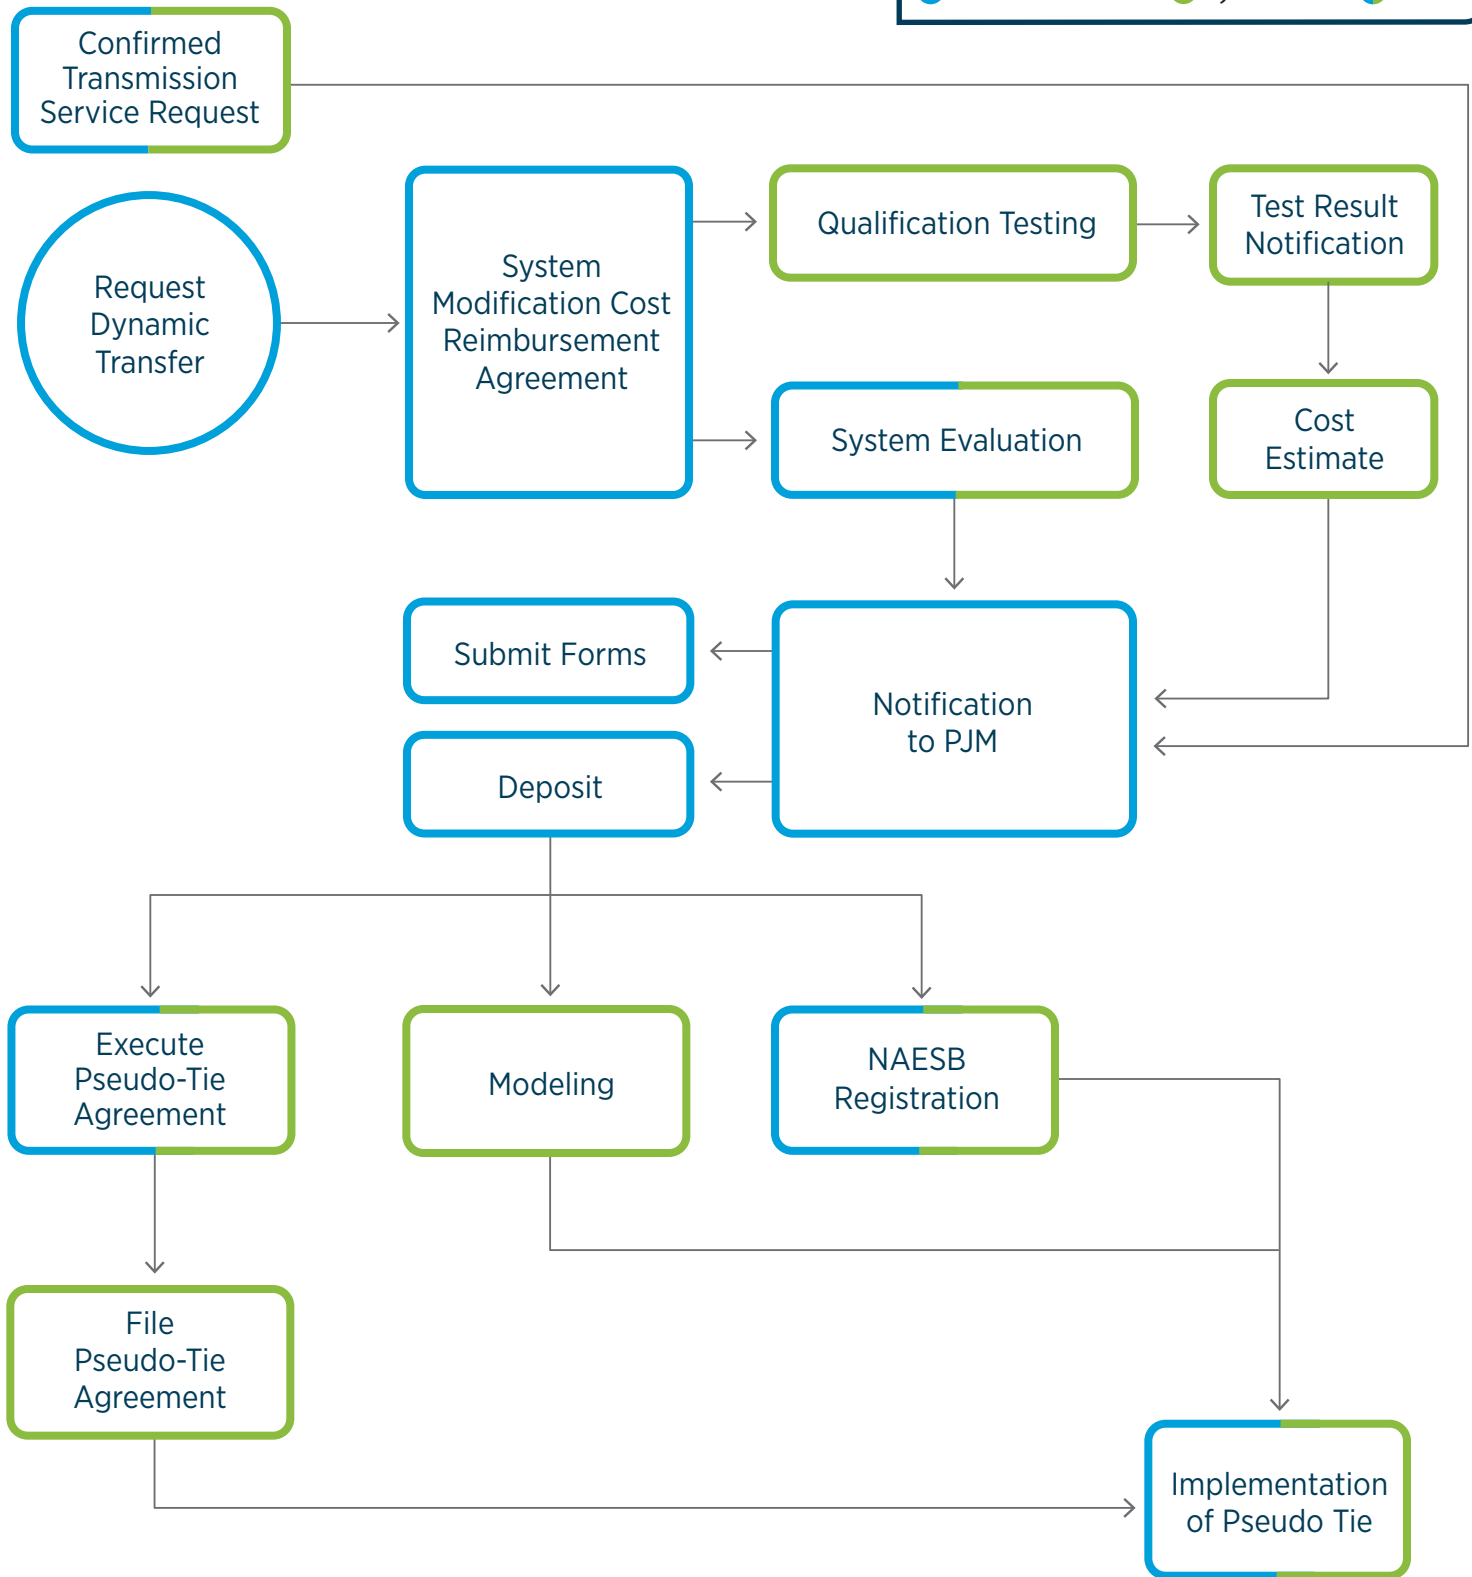 Confirmed
Transmission
Service Request
Request
Dynamic
Transfer
System
Modification Cost
Reimbursement
Agreement
Qualification Testing
Test Result
Notification
System Evaluation
Cost
Estimate
Submit Forms
Deposit
Notification
to PJM
Execute
Pseudo-Tie
Agreement
Modeling
NAESB
Registration
File
Pseudo-Tie
Agreement
Implementation
of Pseudo Tie